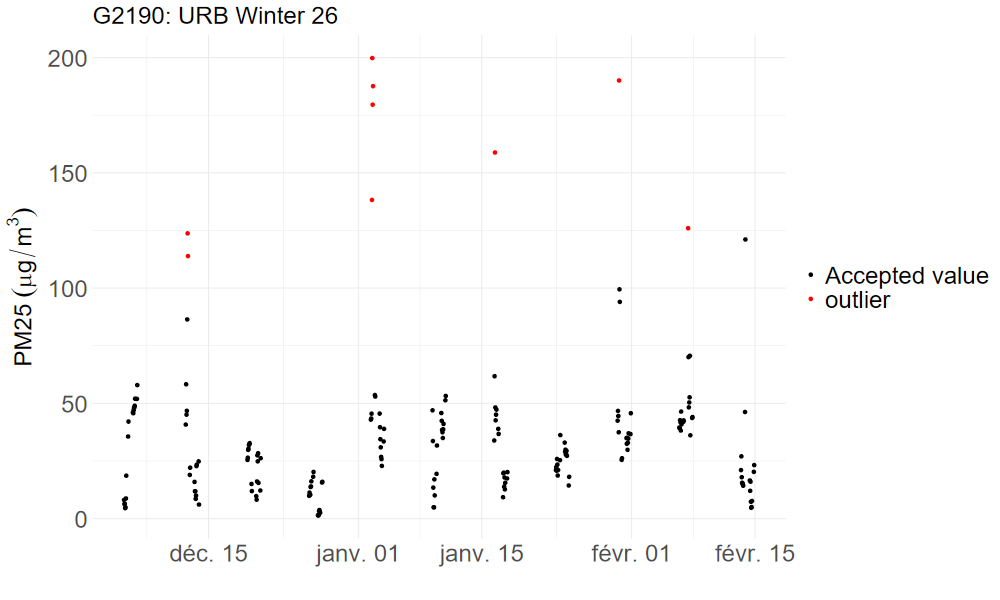 G2190: URB Winter 26
200
150
100
50
0
PM25 (μg/m³)
déc. 15
janv. 01
janv. 15
févr. 01
févr. 15
Accepted value
outlier